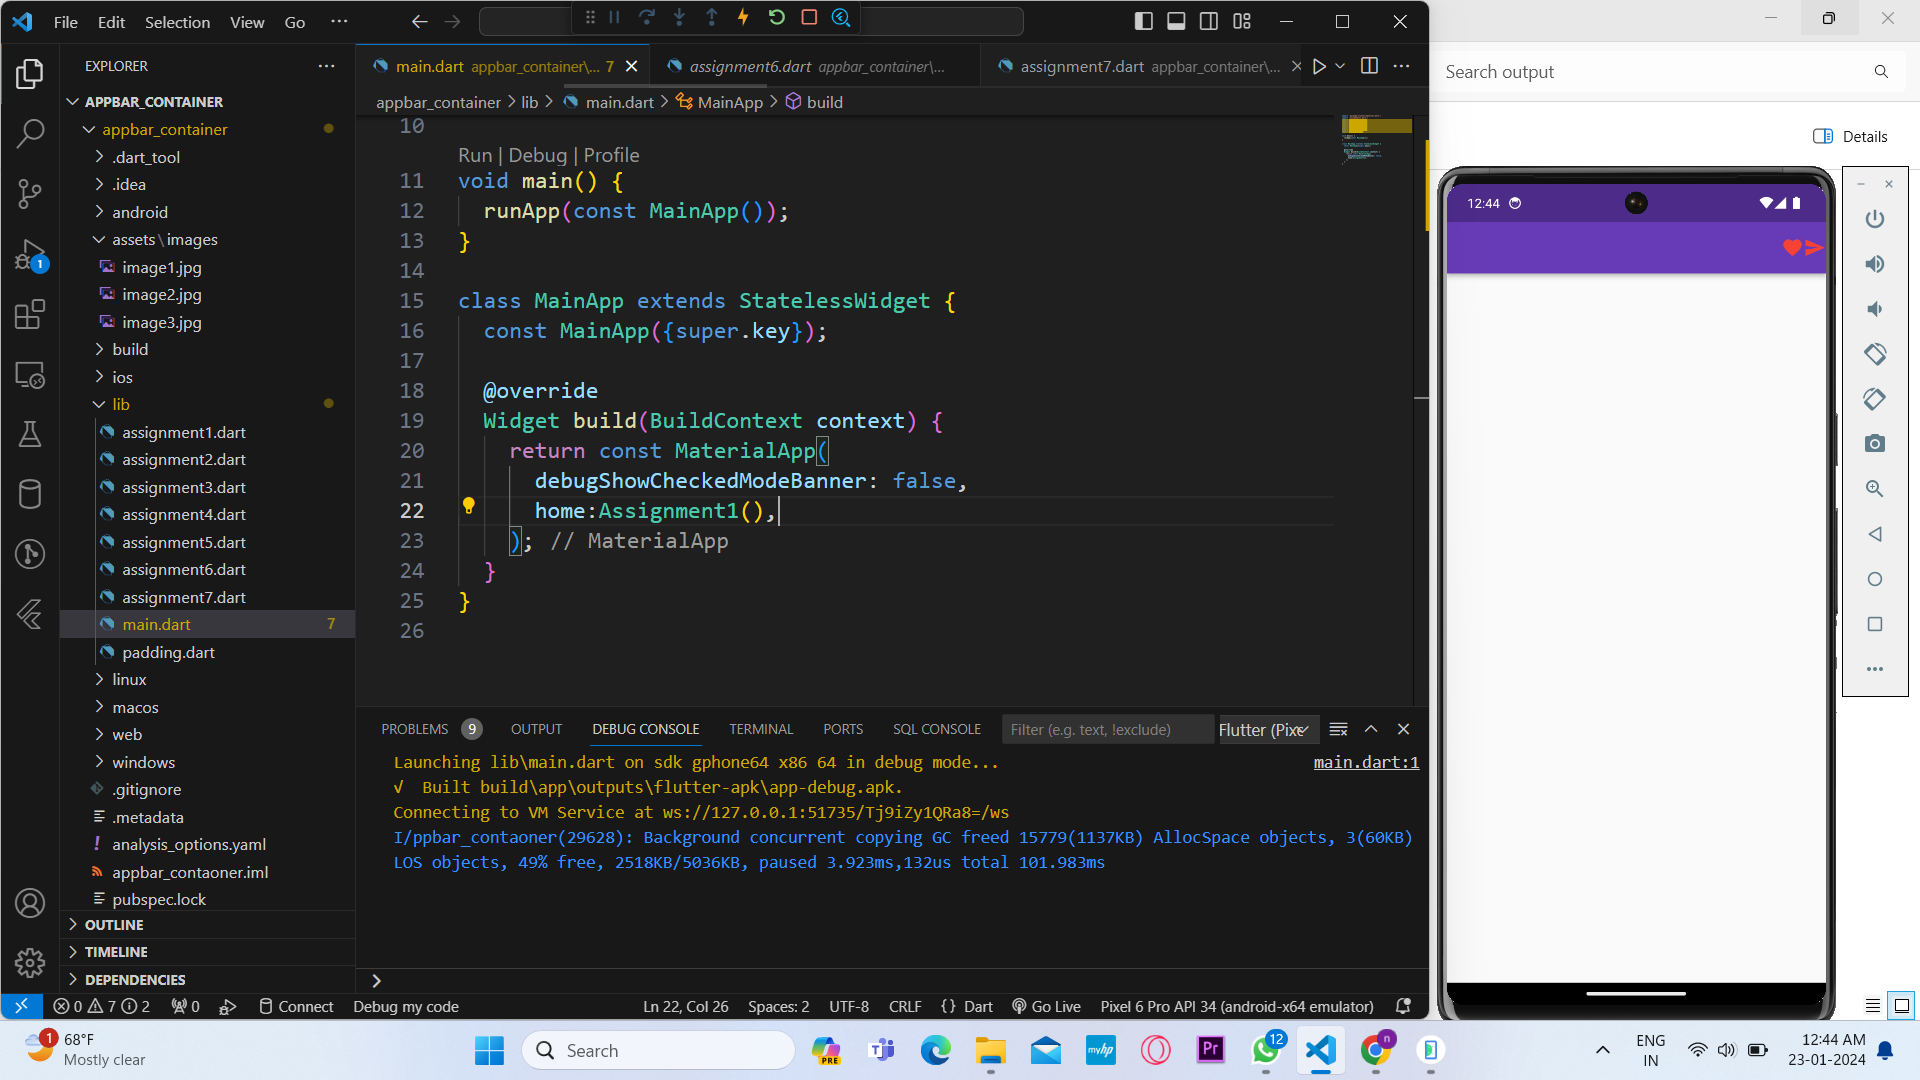 File Edit Selection View Go ···
EXPLORER ···
APPBAR_CONTAINER
appbar_container
.dart_tool
.idea
android
assets\images
image1.jpg
image2.jpg
image3.jpg
build
ios
lib
assignment1.dart
assignment2.dart
assignment3.dart
assignment4.dart
assignment5.dart
assignment6.dart
assignment7.dart
main.dart 7
padding.dart
linux
macos
web
windows
.gitignore
.metadata
analysis_options.yaml
appbar_contaoner.iml
pubspec.lock
OUTLINE
TIMELINE
DEPENDENCIES
1
main.dart appbar_container\... 7
assignment6.dart appbar_container\...
assignment7.dart appbar_container\...
appbar_container > lib > main.dart > MainApp > build
10
Run | Debug | Profile
11 void main() {
12 runApp(const MainApp());
13 }
14
15 class MainApp extends StatelessWidget {
16 const MainApp({super.key});
17
18 @override
19 Widget build(BuildContext context) {
20 return const MaterialApp(
21 debugShowCheckedModeBanner: false,
22 home:Assignment1(),
23 ); // MaterialApp
24 }
25 }
26
PROBLEMS 9 OUTPUT DEBUG CONSOLE TERMINAL PORTS SQL CONSOLE Filter (e.g. text, !exclude) Flutter (Pixe
Launching lib\main.dart on sdk gphone64 x86 64 in debug mode... main.dart:1
√ Built build\app\outputs\flutter-apk\app-debug.apk.
Connecting to VM Service at ws://127.0.0.1:51735/Tj9iZy1QRa8=/ws
I/ppbar_contaoner(29628): Background concurrent copying GC freed 15779(1137KB) AllocSpace objects, 3(60KB)
LOS objects, 49% free, 2518KB/5036KB, paused 3.923ms,132us total 101.983ms
>
0 7 2 0 Connect Debug my code Ln 22, Col 26 Spaces: 2 UTF-8 CRLF {} Dart Go Live Pixel 6 Pro API 34 (android-x64 emulator)
Search output
Details
12:44
1 68°F
Mostly clear
Search
PRE
myhp
Pr
12
n
ENG
IN
12:44 AM
23-01-2024